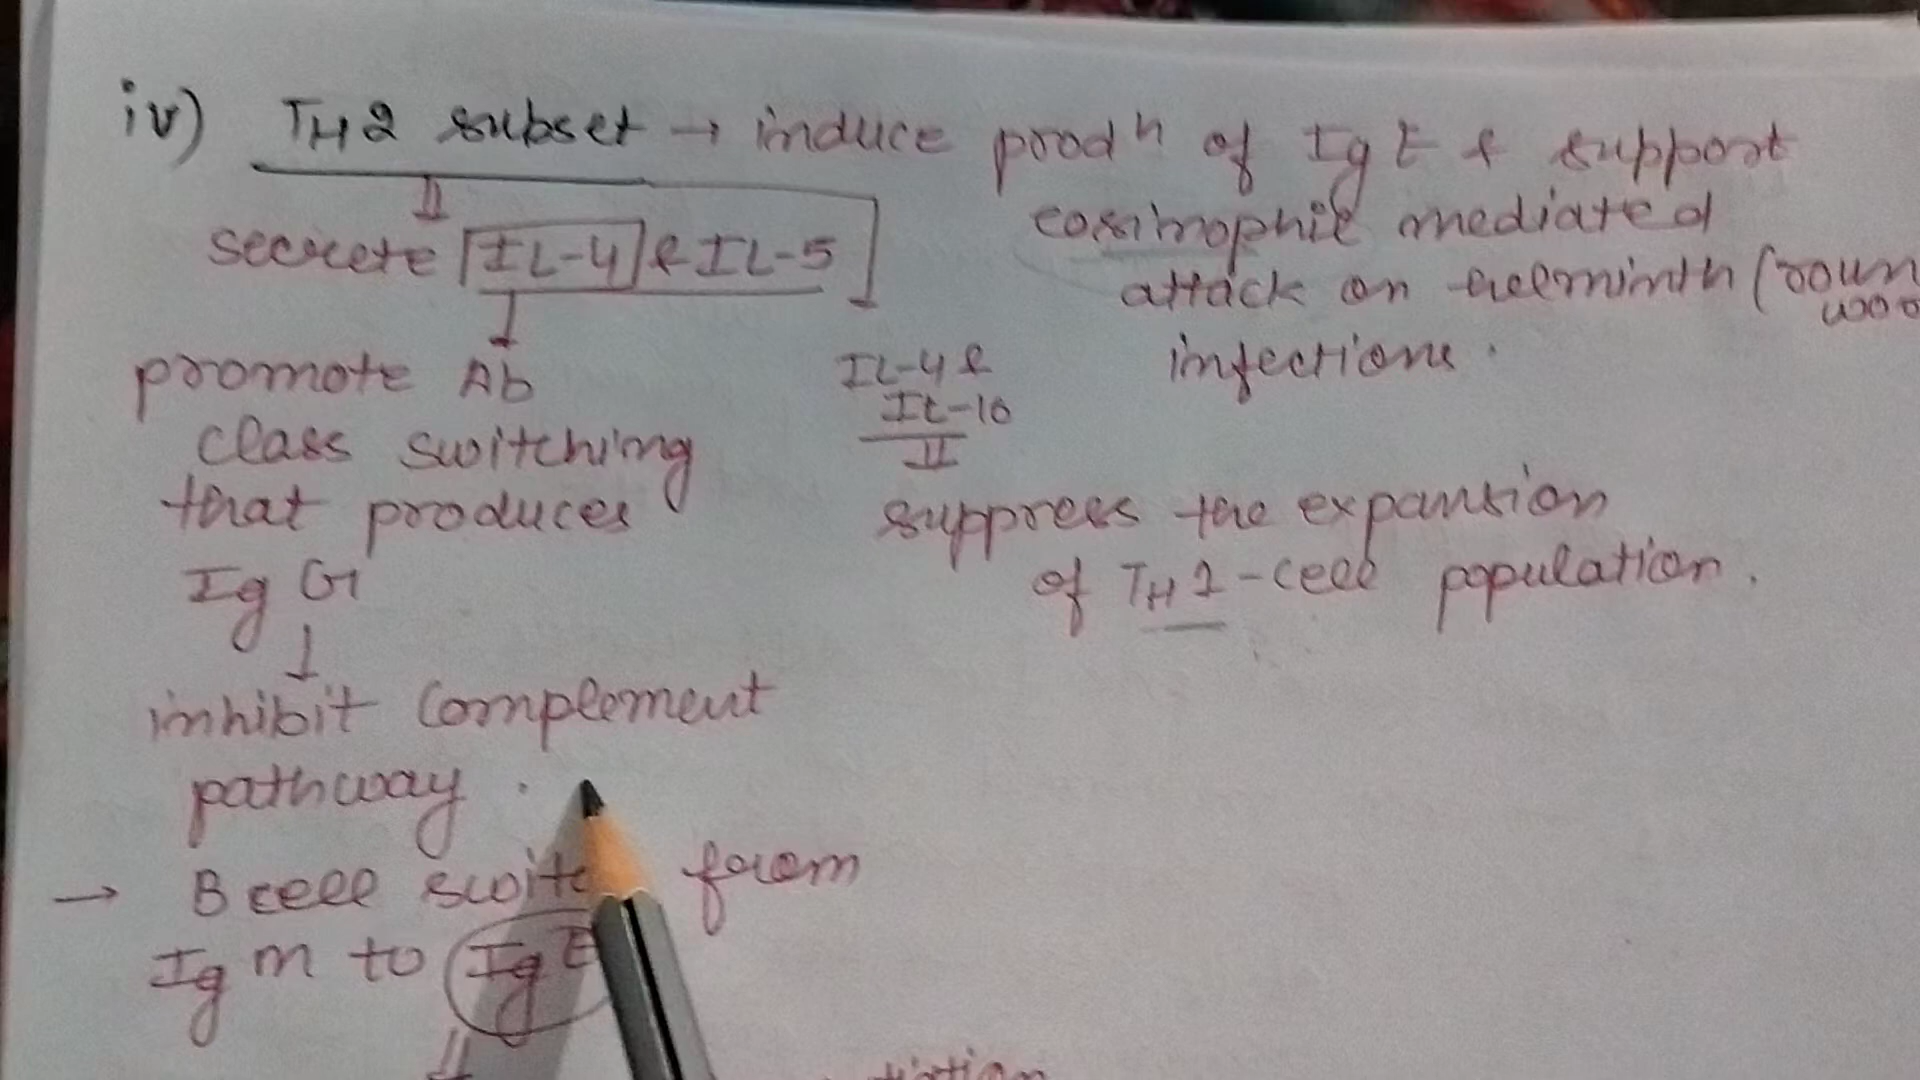 iv) TH2 subset → induce prodn of IgE & support
eosinophil mediated
attack on helminth (roun
infections.
secrete IL-4 & IL-5
promote Ab
class switching
that produces
IgG1
inhibit complement
pathway.
→ B cell switc from
IgM to IgE
IL-4 &
IL-10
suppress the expansion
of TH1-cell population.